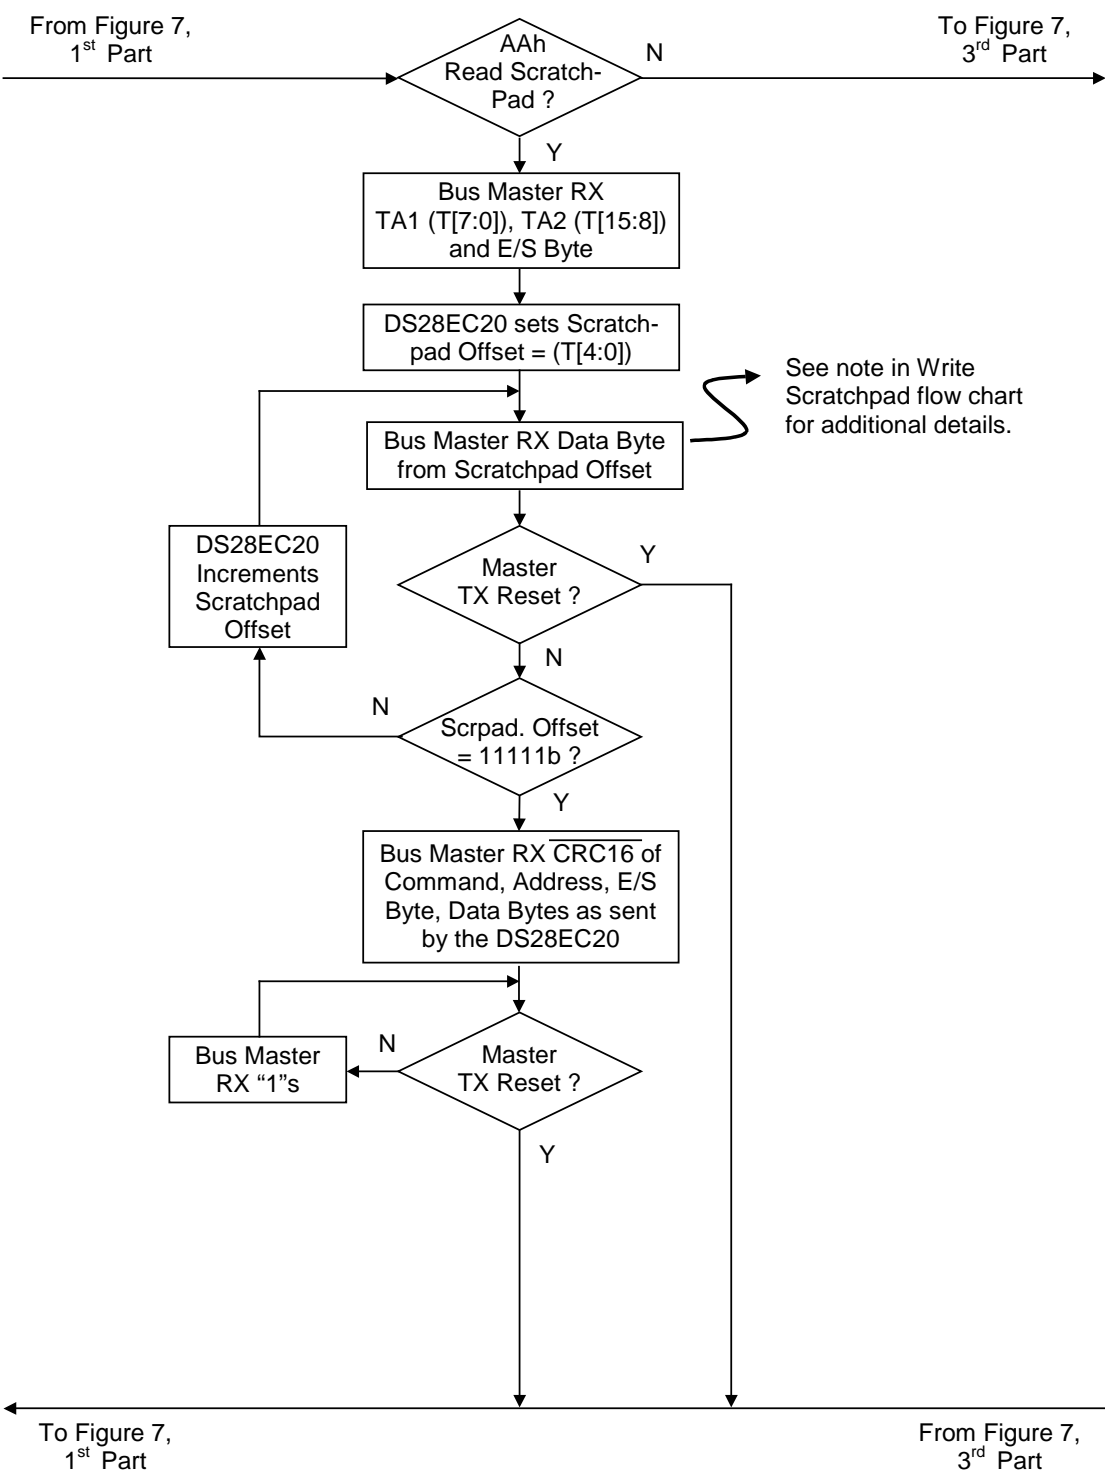 From Figure 7,
1st Part
To Figure 7,
3rd Part
AAh
Read Scratch-
Pad ?
N
Y
Bus Master RX
TA1 (T[7:0]), TA2 (T[15:8])
and E/S Byte
DS28EC20 sets Scratch-
pad Offset = (T[4:0])
See note in Write
Scratchpad flow chart
for additional details.
Bus Master RX Data Byte
from Scratchpad Offset
DS28EC20
Increments
Scratchpad
Offset
Master
TX Reset ?
Y
N
N
Scrpad. Offset
= 11111b ?
Y
Bus Master RX CRC16 of
Command, Address, E/S
Byte, Data Bytes as sent
by the DS28EC20
Bus Master
RX “1”s
N
Master
TX Reset ?
Y
To Figure 7,
1st Part
From Figure 7,
3rd Part